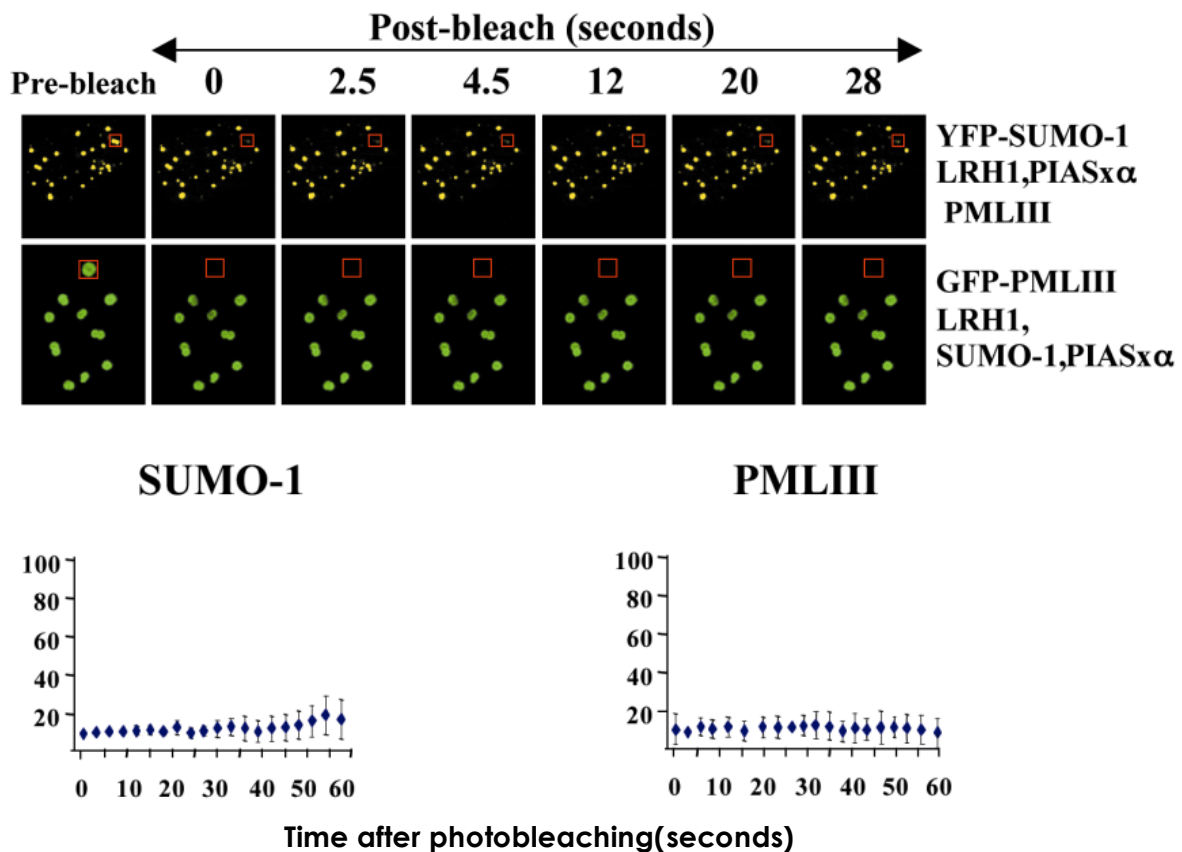 Post-bleach (seconds)
Pre-bleach 0 2.5 4.5 12 20 28
YFP-SUMO-1
LRH1,PIASxα
PMLIII
GFP-PMLIII
LRH1,
SUMO-1,PIASxα
SUMO-1
100
80
60
40
20
0 10 20 30 40 50 60
PMLIII
100
80
60
40
20
0 10 20 30 40 50 60
Time after photobleaching(seconds)